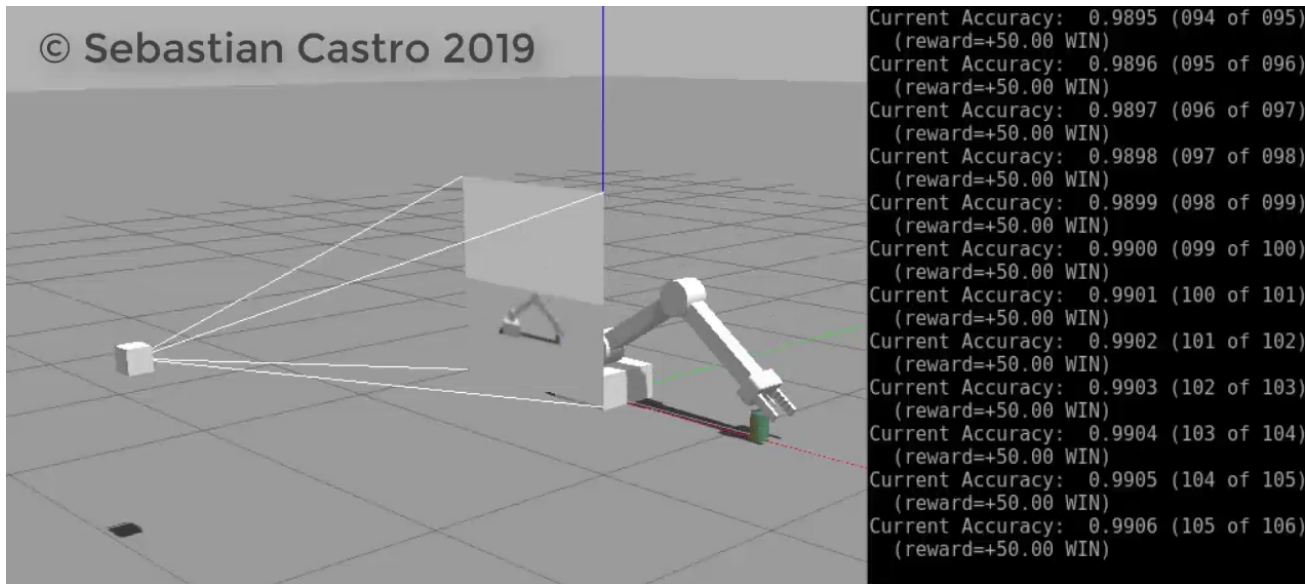 © Sebastian Castro 2019
Current Accuracy:  0.9895 (094 of 095)
  (reward=+50.00 WIN)
Current Accuracy:  0.9896 (095 of 096)
  (reward=+50.00 WIN)
Current Accuracy:  0.9897 (096 of 097)
  (reward=+50.00 WIN)
Current Accuracy:  0.9898 (097 of 098)
  (reward=+50.00 WIN)
Current Accuracy:  0.9899 (098 of 099)
  (reward=+50.00 WIN)
Current Accuracy:  0.9900 (099 of 100)
  (reward=+50.00 WIN)
Current Accuracy:  0.9901 (100 of 101)
  (reward=+50.00 WIN)
Current Accuracy:  0.9902 (101 of 102)
  (reward=+50.00 WIN)
Current Accuracy:  0.9903 (102 of 103)
  (reward=+50.00 WIN)
Current Accuracy:  0.9904 (103 of 104)
  (reward=+50.00 WIN)
Current Accuracy:  0.9905 (104 of 105)
  (reward=+50.00 WIN)
Current Accuracy:  0.9906 (105 of 106)
  (reward=+50.00 WIN)